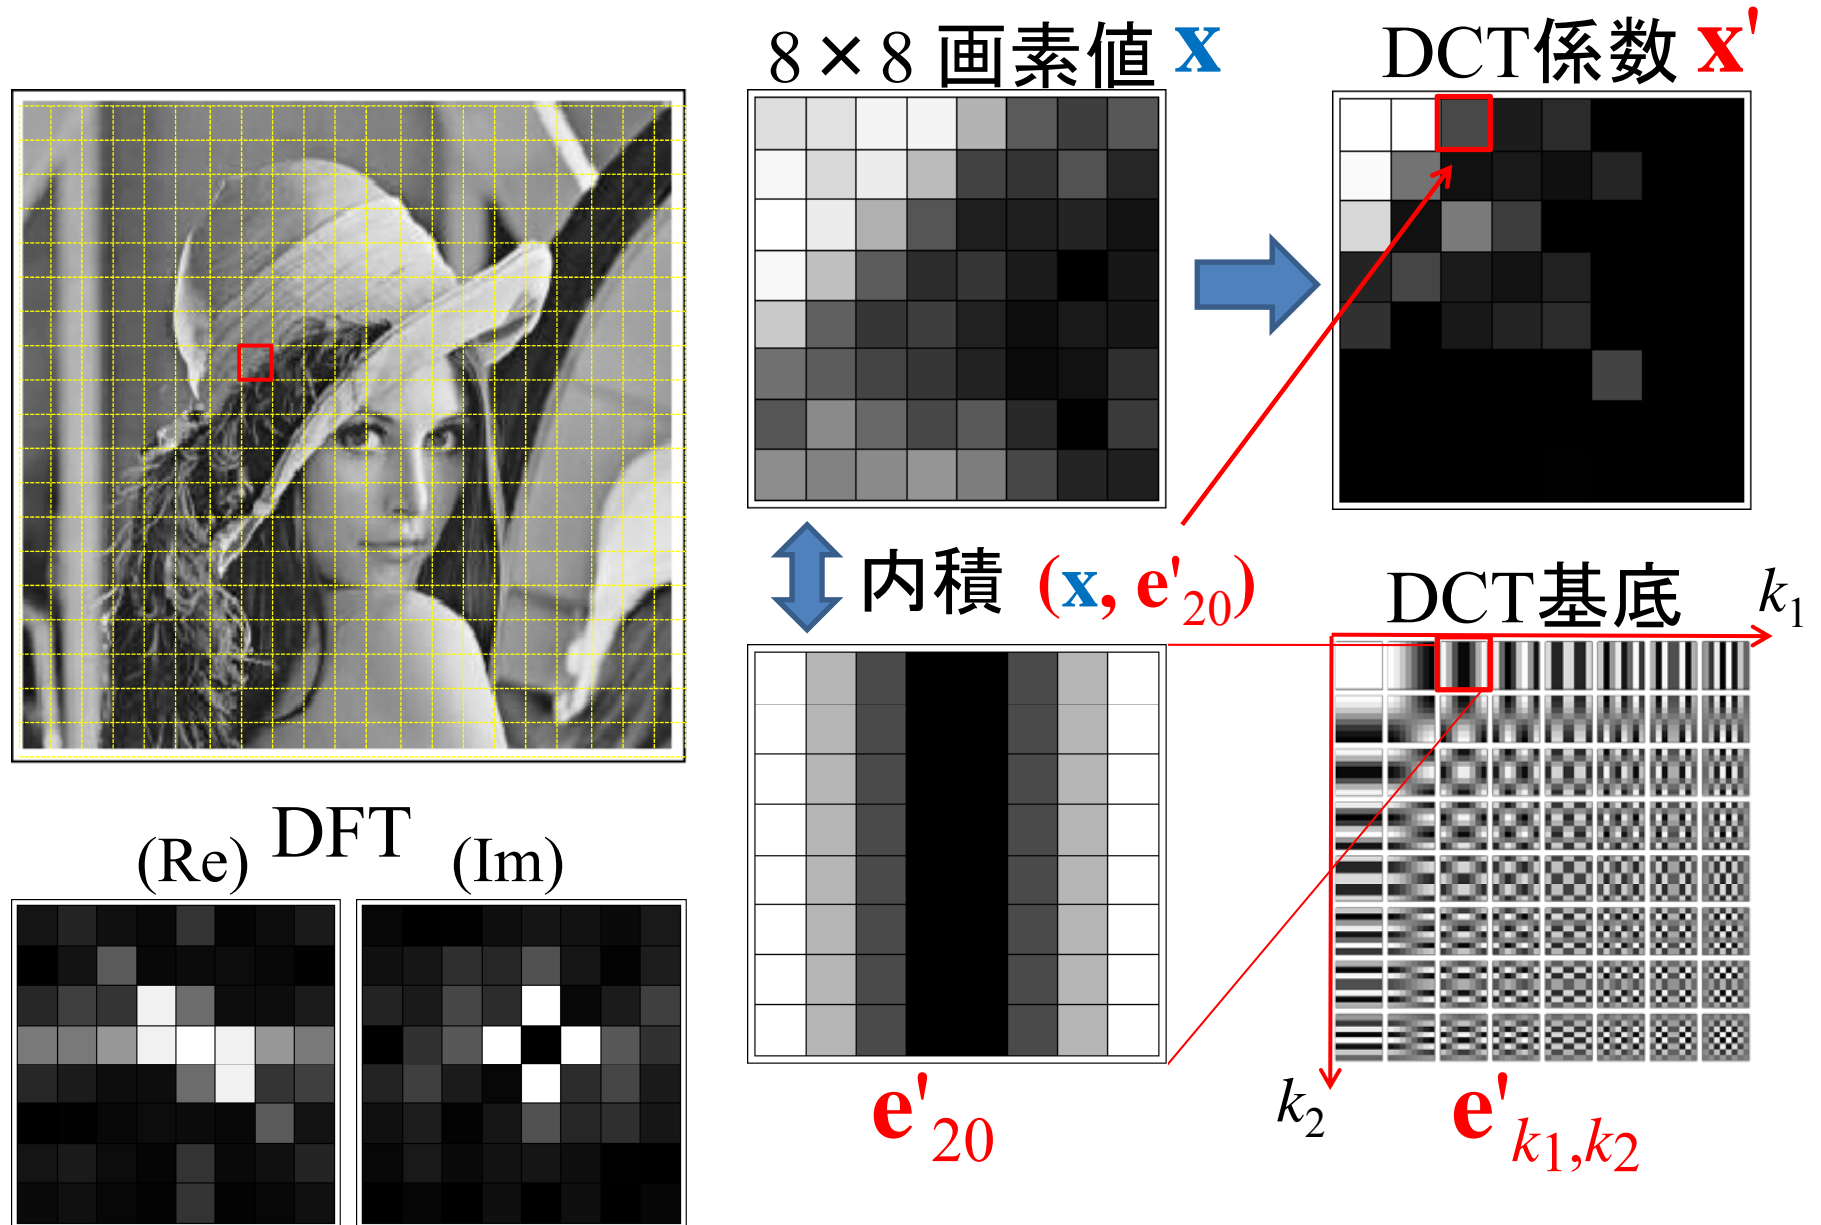 8×8 画素値 x
DCT係数 x'
内積 (x, e'20)
DCT基底
k1
k2
e'20
e'k1,k2
DFT
(Re)
(Im)